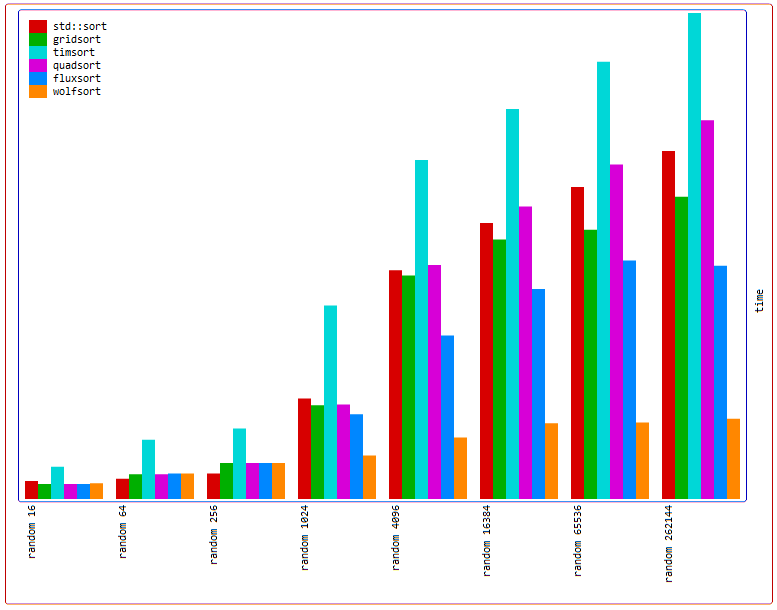 std::sort
gridsort
timsort
quadsort
fluxsort
wolfsort
time
random 16
random 64
random 256
random 1024
random 4096
random 16384
random 65536
random 262144